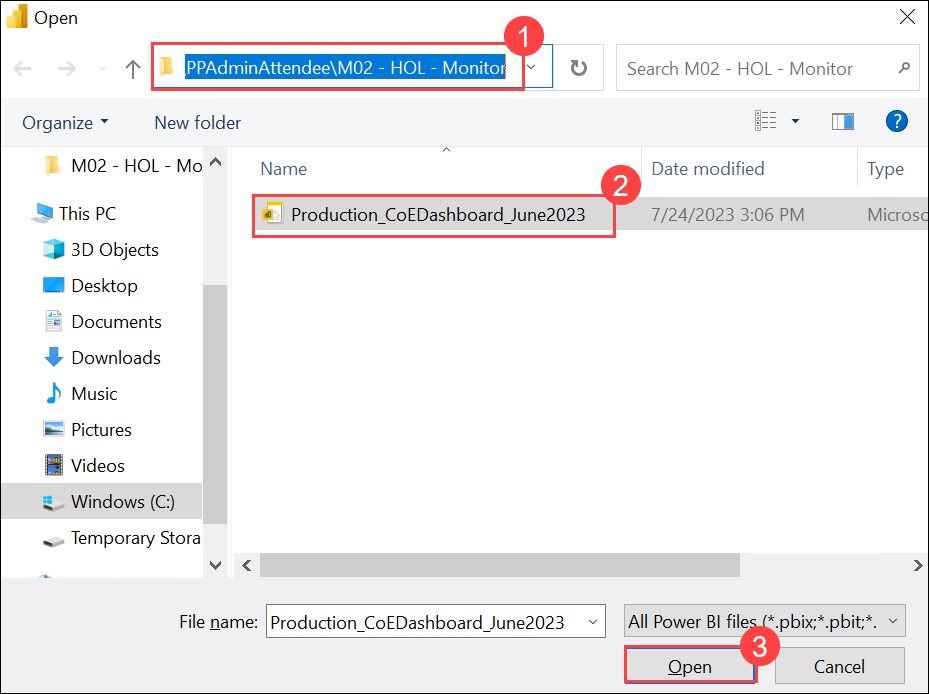 Open
1
PPAdminAttendee\M02 - HOL - Monitor
Search M02 - HOL - Monitor
Organize
New folder
?
M02 - HOL - Mo
Name
Date modified
Type
2
Production_CoEDashboard_June2023
7/24/2023 3:06 PM
Microso
This PC
3D Objects
Desktop
Documents
Downloads
Music
Pictures
Videos
Windows (C:)
Temporary Stora
File name:
Production_CoEDashboard_June2023
All Power BI files (*.pbix;*.pbit;*.
3
Open
Cancel